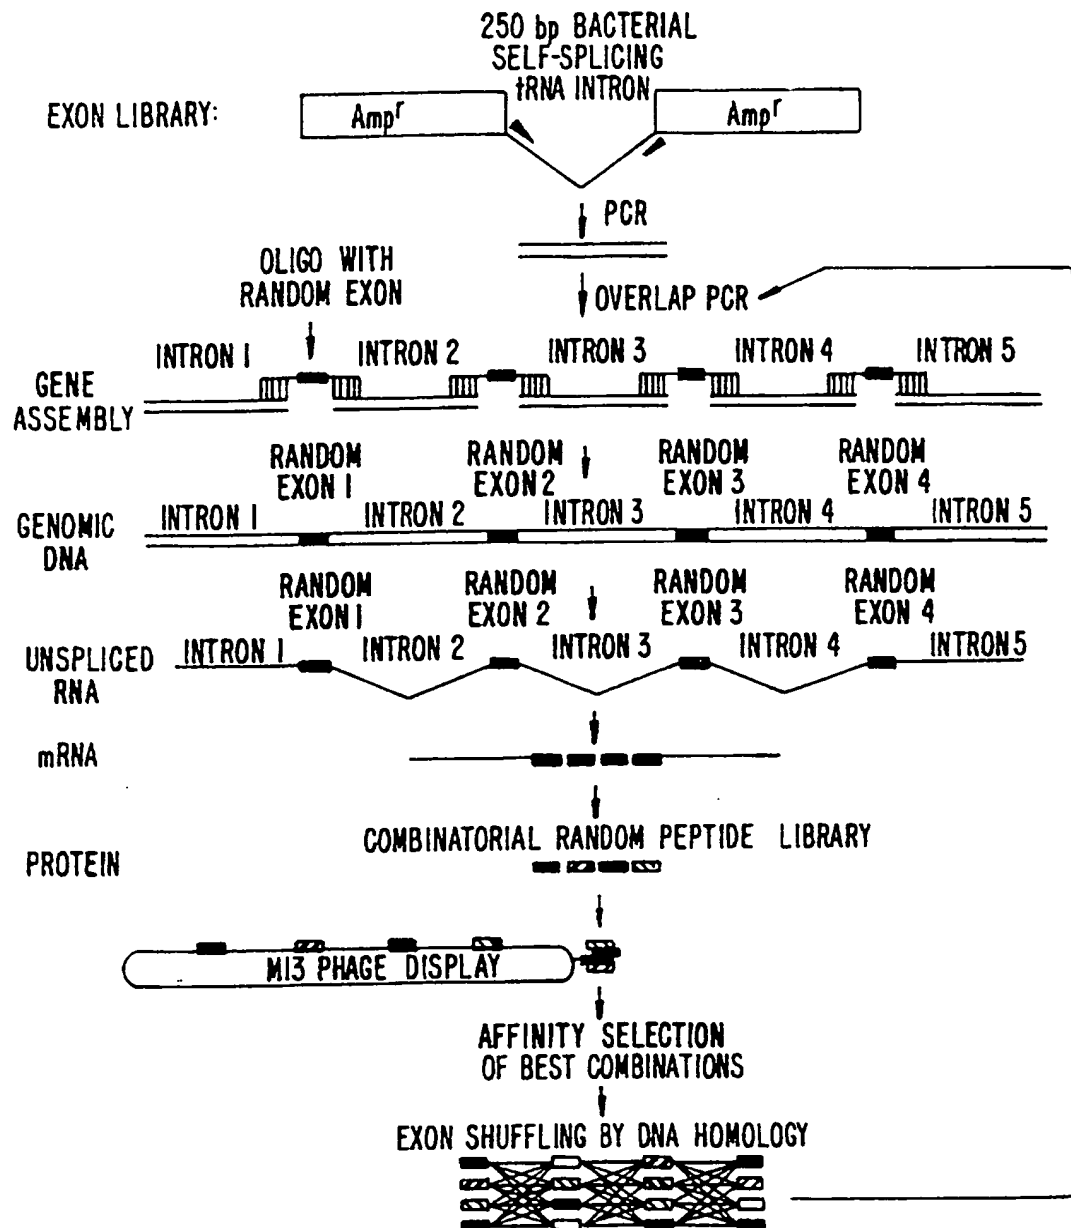 250 bp BACTERIAL
SELF-SPLICING
tRNA INTRON
EXON LIBRARY:
Ampʳ
Ampʳ
PCR
OLIGO WITH
RANDOM EXON
OVERLAP PCR
INTRON 1
INTRON 2
INTRON 3
INTRON 4
INTRON 5
GENE
ASSEMBLY
RANDOM
EXON 1
RANDOM
EXON 2
RANDOM
EXON 3
RANDOM
EXON 4
INTRON 1
INTRON 2
INTRON 3
INTRON 4
INTRON 5
GENOMIC
DNA
RANDOM
EXON 1
RANDOM
EXON 2
RANDOM
EXON 3
RANDOM
EXON 4
UNSPLICED
RNA
INTRON 1
INTRON 2
INTRON 3
INTRON 4
INTRON 5
mRNA
COMBINATORIAL RANDOM PEPTIDE LIBRARY
PROTEIN
M13 PHAGE DISPLAY
AFFINITY SELECTION
OF BEST COMBINATIONS
EXON SHUFFLING BY DNA HOMOLOGY